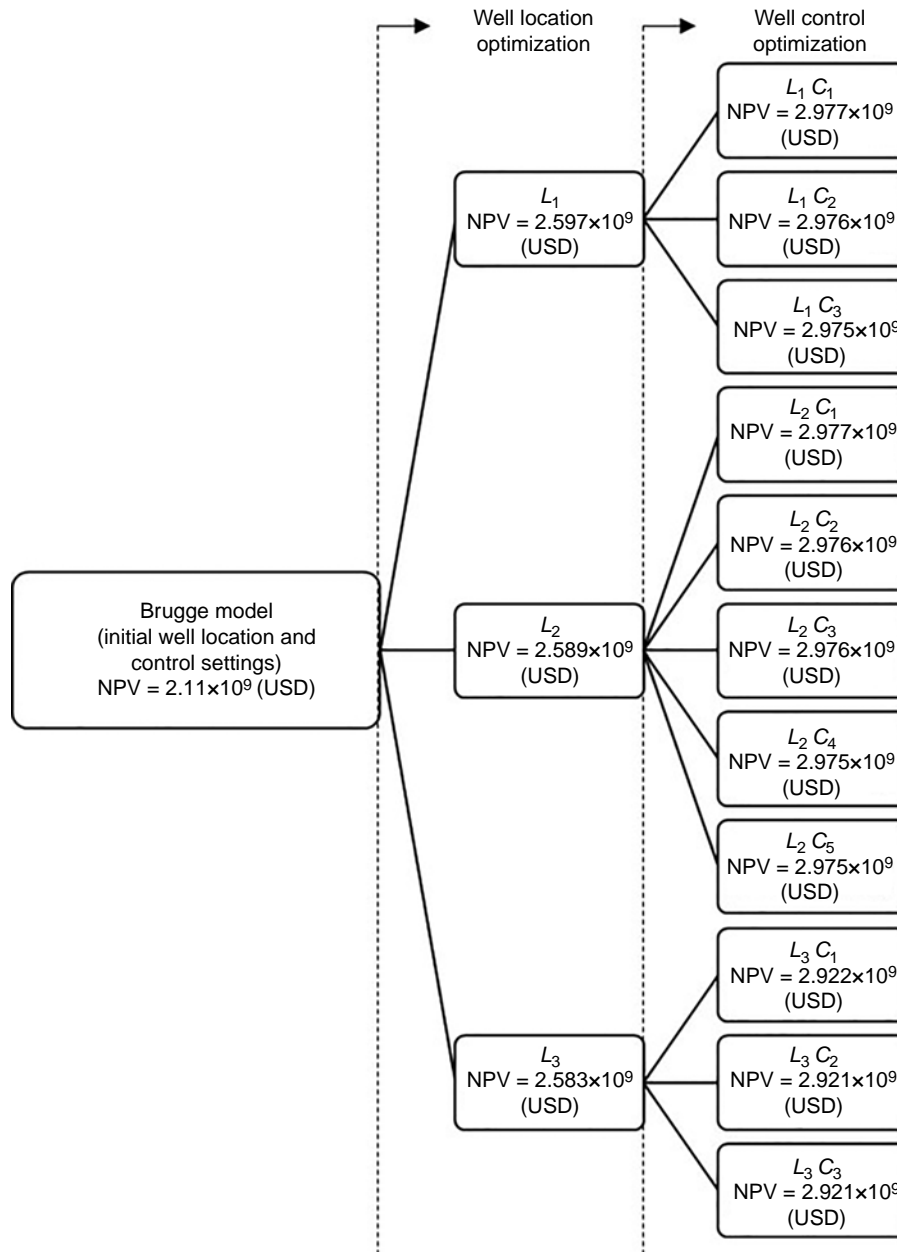 Well location
optimization
Well control
optimization
Brugge model
(initial well location and
control settings)
NPV = 2.11×10⁹ (USD)
L₁
NPV = 2.597×10⁹
(USD)
L₂
NPV = 2.589×10⁹
(USD)
L₃
NPV = 2.583×10⁹
(USD)
L₁ C₁
NPV = 2.977×10⁹
(USD)
L₁ C₂
NPV = 2.976×10⁹
(USD)
L₁ C₃
NPV = 2.975×10⁹
(USD)
L₂ C₁
NPV = 2.977×10⁹
(USD)
L₂ C₂
NPV = 2.976×10⁹
(USD)
L₂ C₃
NPV = 2.976×10⁹
(USD)
L₂ C₄
NPV = 2.975×10⁹
(USD)
L₂ C₅
NPV = 2.975×10⁹
(USD)
L₃ C₁
NPV = 2.922×10⁹
(USD)
L₃ C₂
NPV = 2.921×10⁹
(USD)
L₃ C₃
NPV = 2.921×10⁹
(USD)